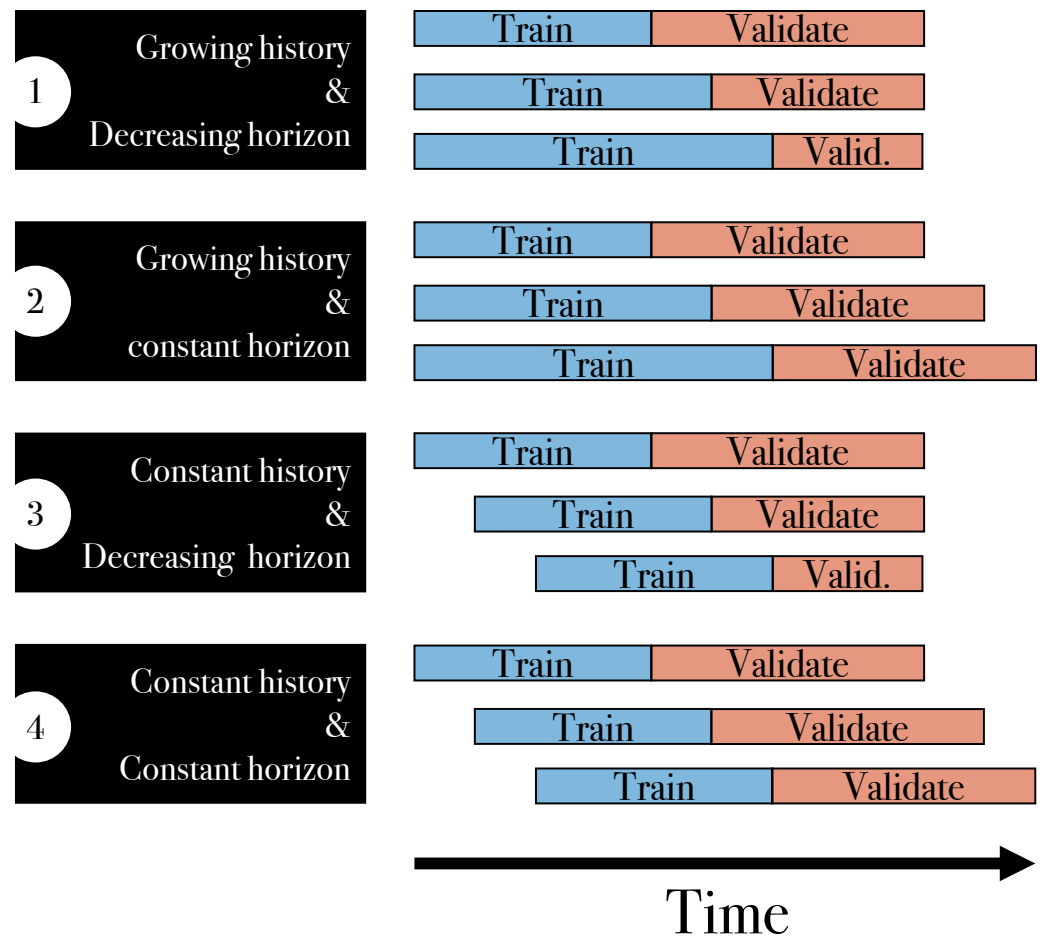 Growing history
1
&
Decreasing horizon
Train Validate
Train Validate
Train Valid.
Growing history
2
&
constant horizon
Train Validate
Train Validate
Train Validate
Constant history
3
&
Decreasing horizon
Train Validate
Train Validate
Train Valid.
Constant history
4
&
Constant horizon
Train Validate
Train Validate
Train Validate
Time